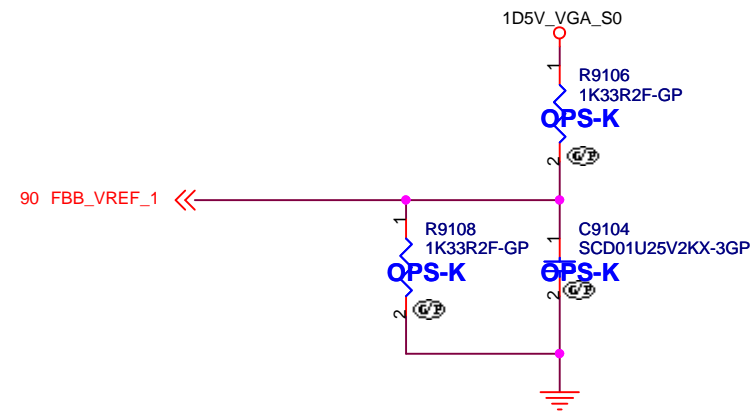 1D5V_VGA_S0
1
R9106
1K33R2F-GP
OPS-K
2
G/P
90 FBB_VREF_1
1
R9108
1K33R2F-GP
OPS-K
2
G/P
1
C9104
SCD01U25V2KX-3GP
OPS-K
2
G/P